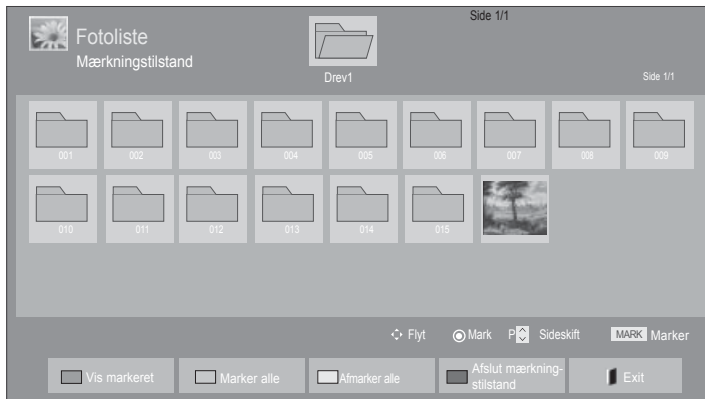 Side 1/1
Fotoliste
Mærkningstilstand
Drev1
Side 1/1
001 002 003 004 005 006 007 008 009
010 011 012 013 014 015
Flyt Mark P Sideskift MARK Marker
Vis markeret Marker alle Afmarker alle Afslut mærkning-
tilstand Exit